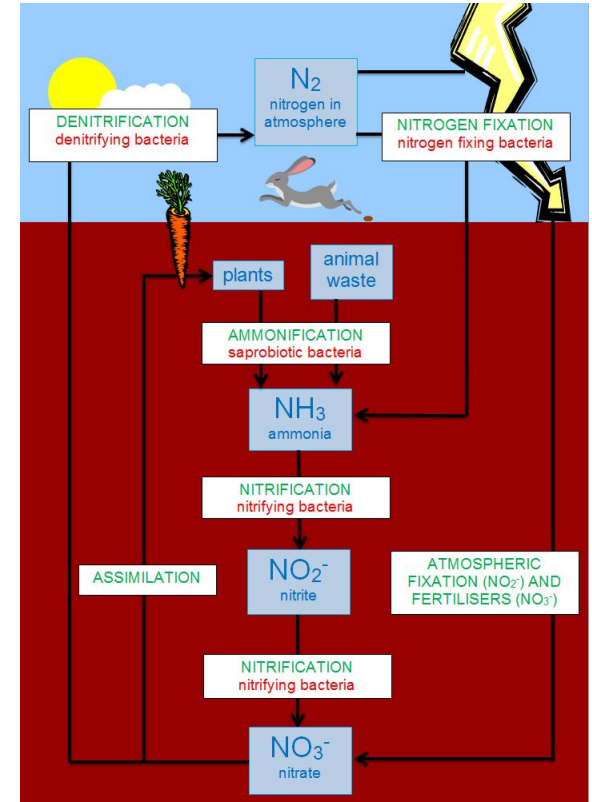 N₂
nitrogen in
atmosphere
DENITRIFICATION
denitrifying bacteria
NITROGEN FIXATION
nitrogen fixing bacteria
plants
animal
waste
AMMONIFICATION
saprobiotic bacteria
NH₃
ammonia
NITRIFICATION
nitrifying bacteria
ASSIMILATION
NO₂⁻
nitrite
ATMOSPHERIC
FIXATION (NO₂⁻) AND
FERTILISERS (NO₃⁻)
NITRIFICATION
nitrifying bacteria
NO₃⁻
nitrate